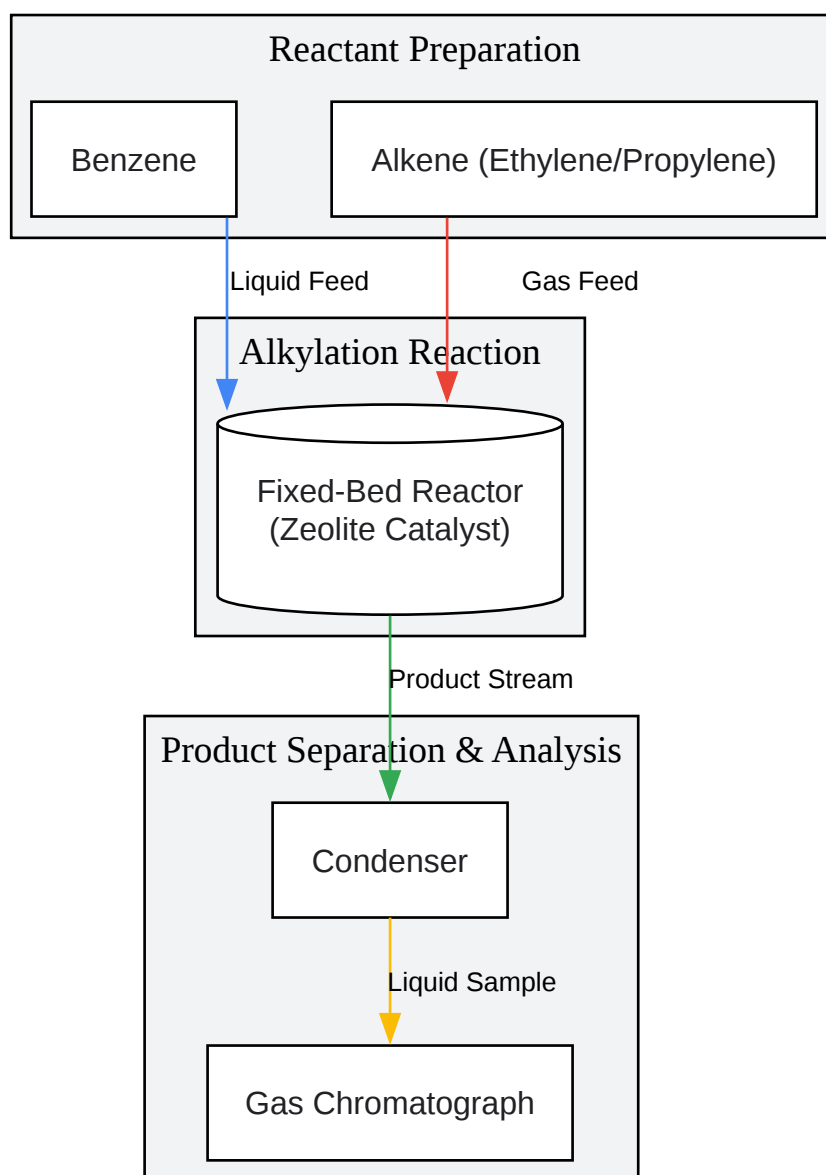 Reactant Preparation
Benzene
Alkene (Ethylene/Propylene)
Liquid Feed
Gas Feed
Alkylation Reaction
Fixed-Bed Reactor
(Zeolite Catalyst)
Product Stream
Product Separation & Analysis
Condenser
Liquid Sample
Gas Chromatograph